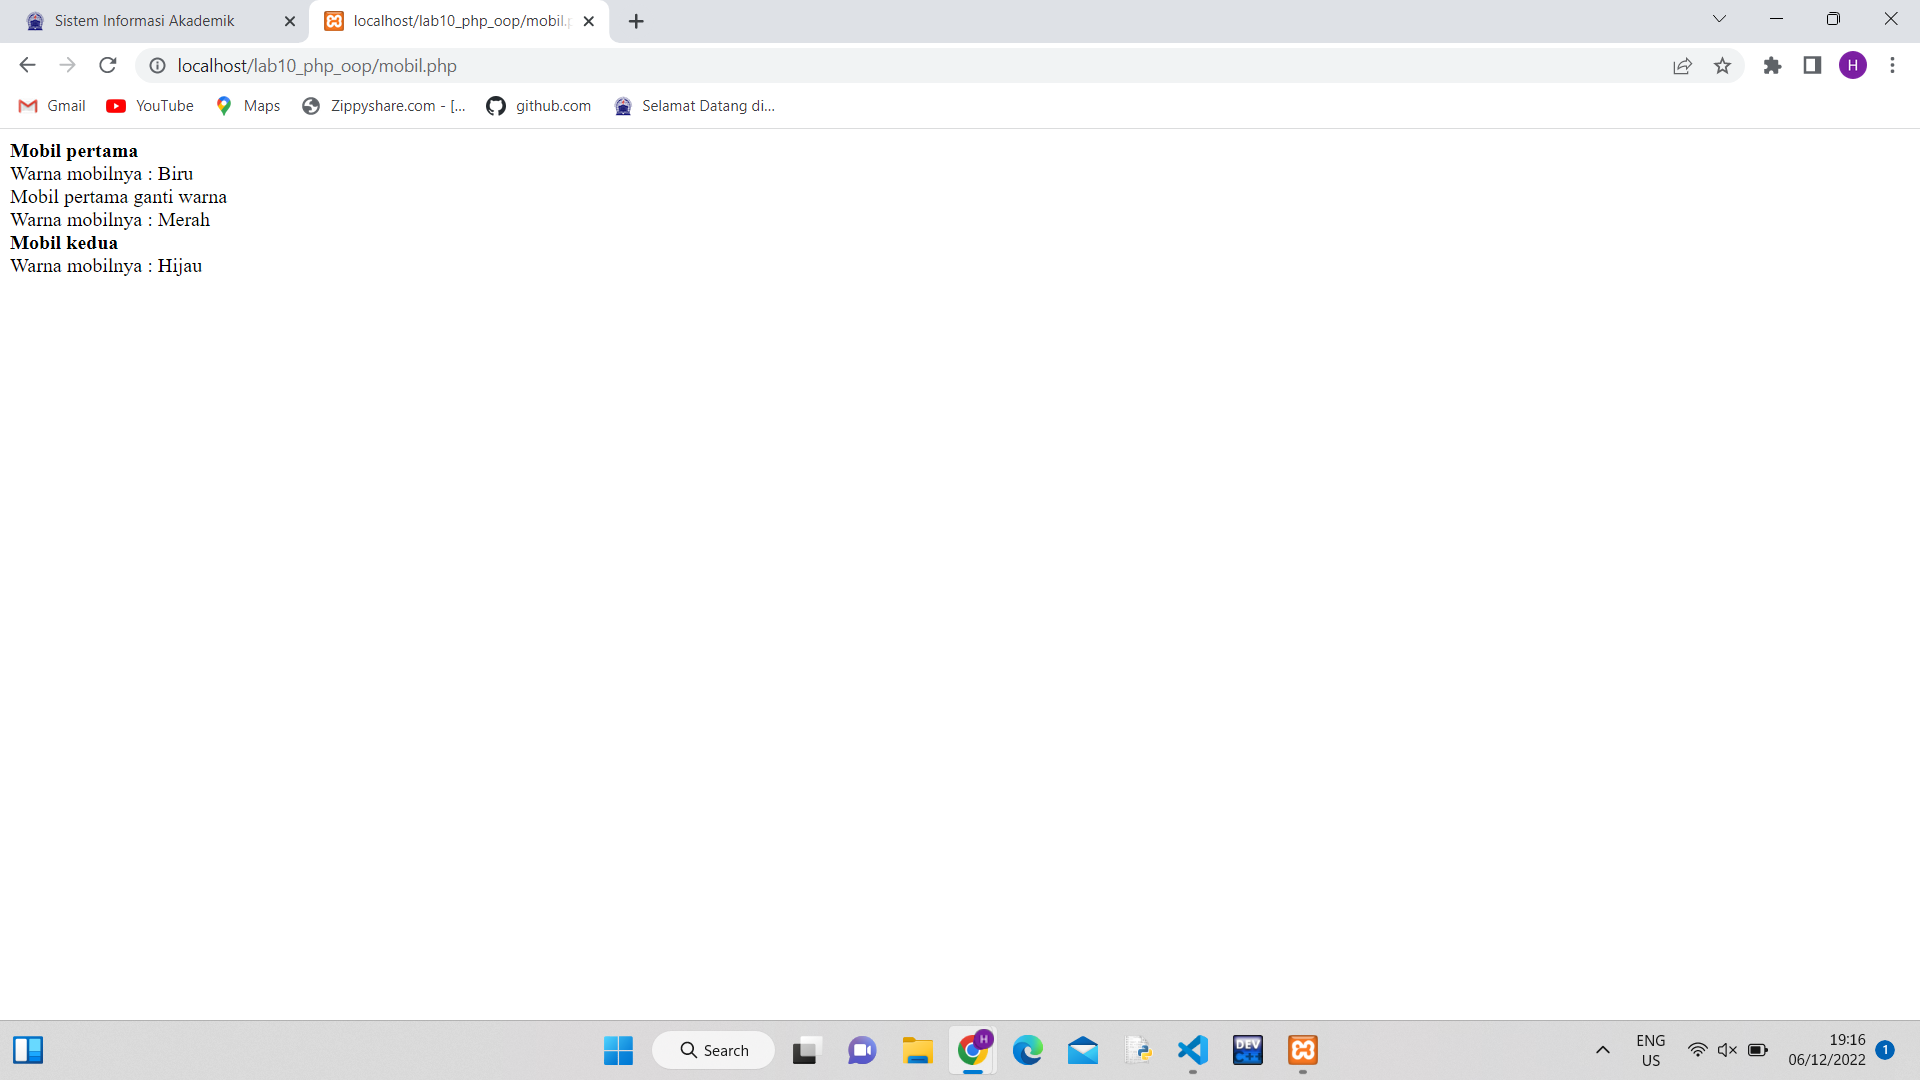 Sistem Informasi Akademik
localhost/lab10_php_oop/mobil.p
localhost/lab10_php_oop/mobil.php
H
Gmail
YouTube
Maps
Zippyshare.com - [...
github.com
Selamat Datang di...
Mobil pertama
Warna mobilnya : Biru
Mobil pertama ganti warna
Warna mobilnya : Merah
Mobil kedua
Warna mobilnya : Hijau
Search
H
DEV
C++
ENG
US
19:16
06/12/2022
1